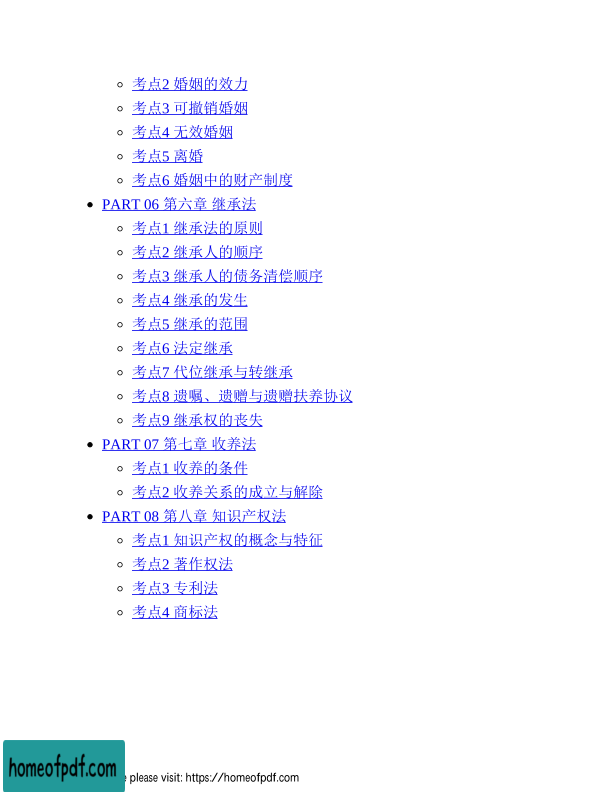 考点2 婚姻的效力
考点3 可撤销婚姻
考点4 无效婚姻
考点5 离婚
考点6 婚姻中的财产制度
PART 06 第六章 继承法
考点1 继承法的原则
考点2 继承人的顺序
考点3 继承人的债务清偿顺序
考点4 继承的发生
考点5 继承的范围
考点6 法定继承
考点7 代位继承与转继承
考点8 遗嘱、遗赠与遗赠扶养协议
考点9 继承权的丧失
PART 07 第七章 收养法
考点1 收养的条件
考点2 收养关系的成立与解除
PART 08 第八章 知识产权法
考点1 知识产权的概念与特征
考点2 著作权法
考点3 专利法
考点4 商标法
homeofpdf.com
e please visit: https://homeofpdf.com